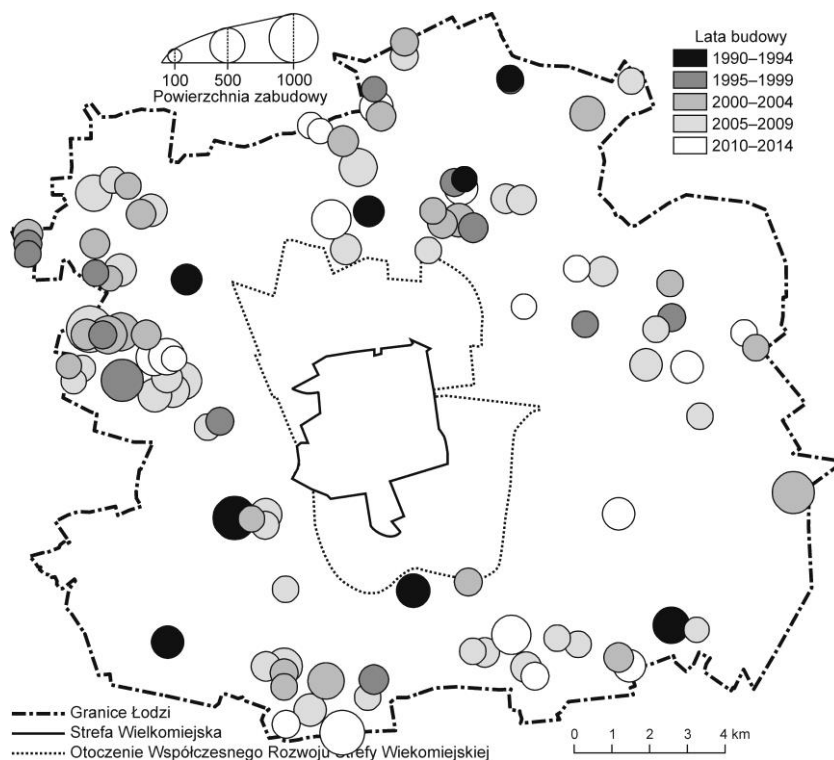 100 500 1000
Powierzchnia zabudowy
Lata budowy
1990–1994
1995–1999
2000–2004
2005–2009
2010–2014
Granice Łodzi
Strefa Wielkomiejska
Otoczenie Współczesnego Rozwoju Strefy Wiekomiejskiej
0 1 2 3 4 km